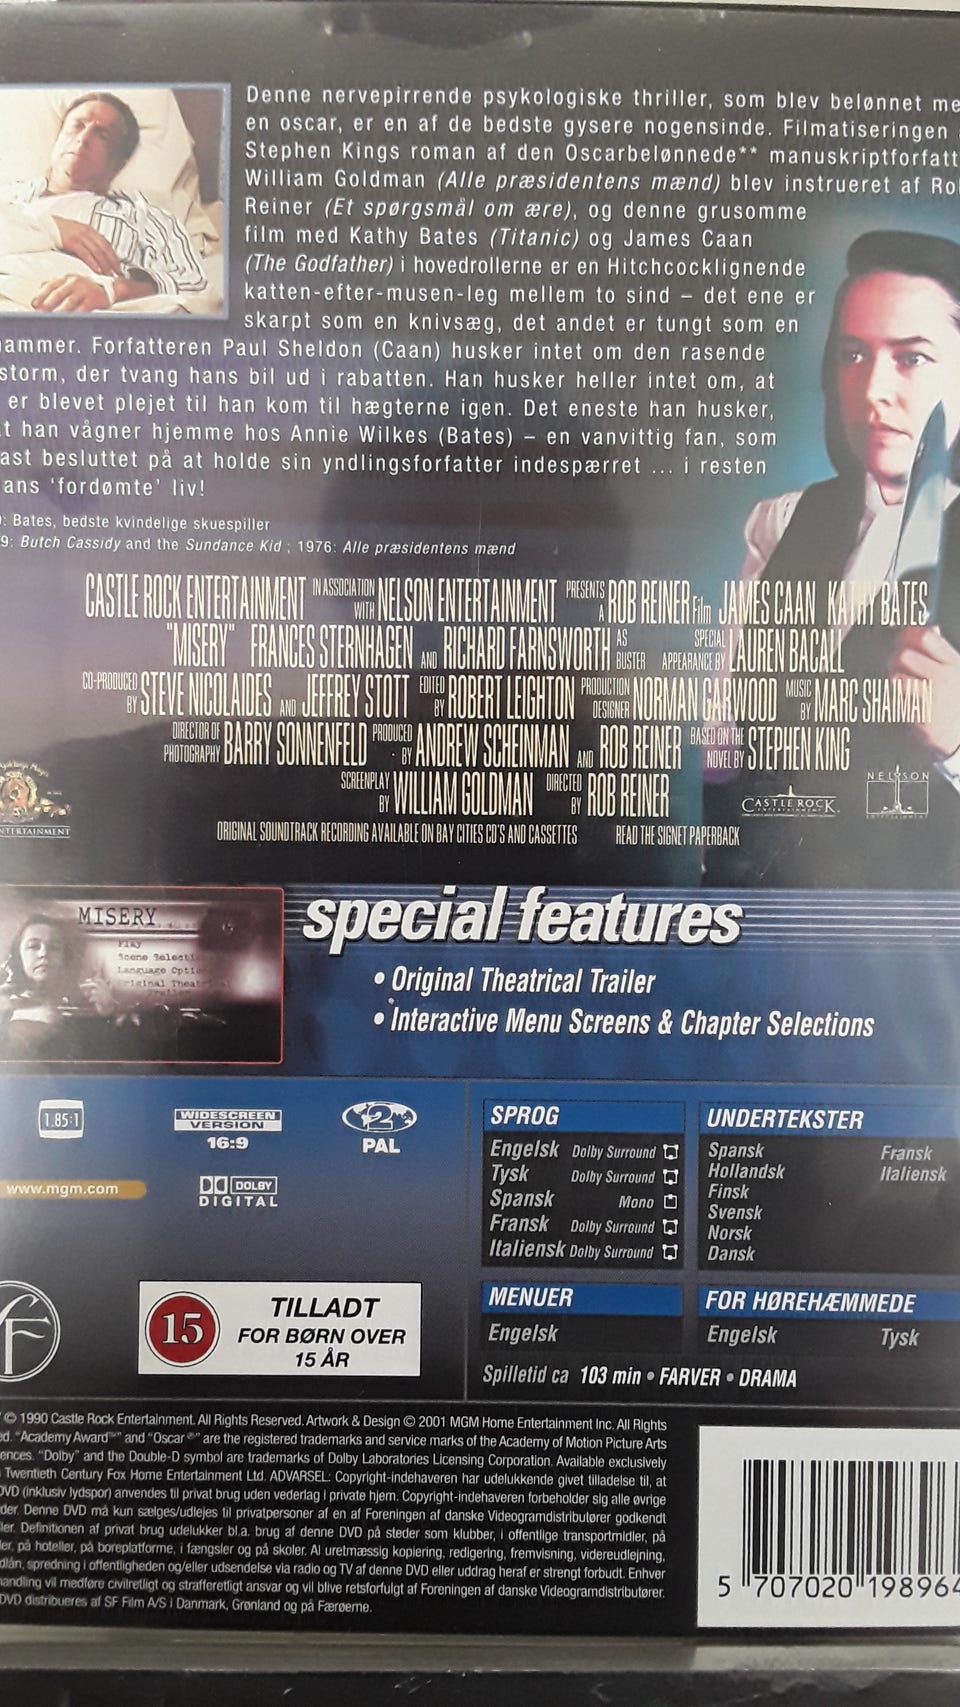 Denne nervepirrende psykologiske thriller, som blev belønnet me
en oscar, er en af de bedste gysere nogensinde. Filmatiseringen
Stephen Kings roman af den Oscarbelønnede** manuskriptforfatt
William Goldman (Alle præsidentens mænd) blev instrueret af Ro
Reiner (Et spørgsmål om ære), og denne grusomme
film med Kathy Bates (Titanic) og James Caan
(The Godfather) i hovedrollerne er en Hitchcocklignende
katten-efter-musen-leg mellem to sind – det ene er
skarpt som en knivsæg, det andet er tungt som en
ammer. Forfatteren Paul Sheldon (Caan) husker intet om den rasende
storm, der tvang hans bil ud i rabatten. Han husker heller intet om, at
er blevet plejet til han kom til hægterne igen. Det eneste han husker,
t han vågner hjemme hos Annie Wilkes (Bates) – en vanvittig fan, som
ast besluttet på at holde sin yndlingsforfatter indespærret ... i resten
ans 'fordømte' liv!
: Bates, bedste kvindelige skuespiller
9: Butch Cassidy and the Sundance Kid ; 1976: Alle præsidentens mænd
CASTLE ROCK ENTERTAINMENT IN ASSOCIATION WITH NELSON ENTERTAINMENT PRESENTS A ROB REINER Film JAMES CAAN KATHY BATES
"MISERY" FRANCES STERNHAGEN AND RICHARD FARNSWORTH AS BUSTER SPECIAL APPEARANCE BY LAUREN BACALL
CO-PRODUCED BY STEVE NICOLAIDES AND JEFFREY STOTT EDITED BY ROBERT LEIGHTON PRODUCTION DESIGNER NORMAN GARWOOD MUSIC BY MARC SHAIMAN
DIRECTOR OF PHOTOGRAPHY BARRY SONNENFELD PRODUCED BY ANDREW SCHEINMAN AND ROB REINER BASED ON THE NOVEL BY STEPHEN KING
SCREENPLAY BY WILLIAM GOLDMAN DIRECTED BY ROB REINER
NTERTAINMENT
CASTLE ROCK
ENTERTAINMENT
NELSON
ENTERTAINMENT
ORIGINAL SOUNDTRACK RECORDING AVAILABLE ON BAY CITIES CD'S AND CASSETTES READ THE SIGNET PAPERBACK
MISERY
Play
Scene Selecti
Language Optio
riginal Theat
Trailer
special features
• Original Theatrical Trailer
• Interactive Menu Screens & Chapter Selections
1.85:1
WIDESCREEN
VERSION
16:9
2
PAL
www.mgm.com
DOLBY
DIGITAL
SPROG
Engelsk Dolby Surround
Tysk Dolby Surround
Spansk Mono
Fransk Dolby Surround
Italiensk Dolby Surround
UNDERTEKSTER
Spansk Fransk
Hollandsk Italiensk
Finsk
Svensk
Norsk
Dansk
15
TILLADT
FOR BØRN OVER
15 ÅR
MENUER
Engelsk
FOR HØREHÆMMEDE
Engelsk Tysk
Spilletid ca 103 min • FARVER • DRAMA
© 1990 Castle Rock Entertainment. All Rights Reserved. Artwork & Design © 2001 MGM Home Entertainment Inc. All Rights
ed. "Academy Award™" and "Oscar®" are the registered trademarks and service marks of the Academy of Motion Picture Arts
ences. "Dolby" and the Double-D symbol are trademarks of Dolby Laboratories Licensing Corporation. Available exclusively
Twentieth Century Fox Home Entertainment Ltd. ADVARSEL: Copyright-indehaveren har udelukkende givet tilladelse til, at
DVD (inklusiv lydspor) anvendes til privat brug uden vederlag i private hjem. Copyright-indehaveren forbeholder sig alle øvrige
der. Denne DVD må kun sælges/udlejes til privatpersoner af en af Foreningen af danske Videogramdistributører godkendt
ler. Definitionen af privat brug udelukker bl.a. brug af denne DVD på steder som klubber, i offentlige transportmidler, på
ler, på hoteller, på boreplatforme, i fængsler og på skoler. Al uretmæssig kopiering, redigering, fremvisning, videreudlejning,
dlån, spredning i offentligheden og/eller udsendelse via radio og TV af denne DVD eller uddrag heraf er strengt forbudt. Enhver
handling vil medføre civilretligt og strafferetligt ansvar og vil blive retsforfulgt af Foreningen af danske Videogramdistributører.
DVD distribueres af SF Film A/S i Danmark, Grønland og på Færøerne.
5 707020 198964